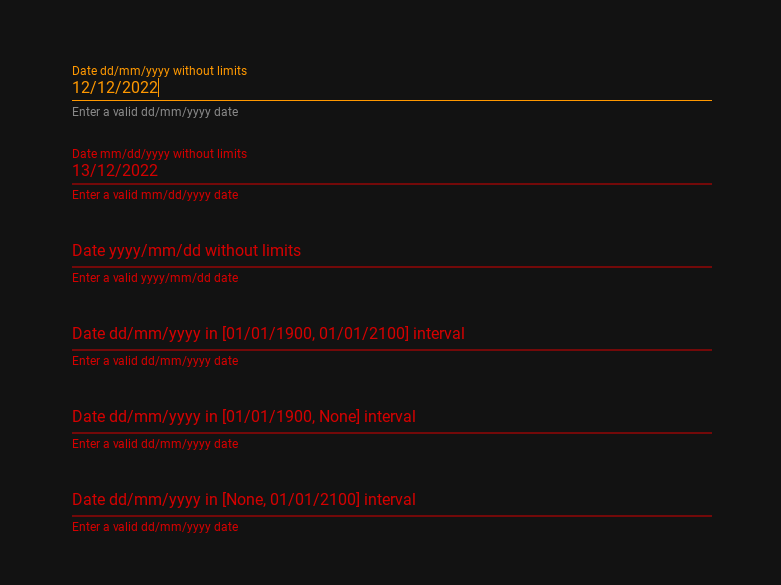 Date dd/mm/yyyy without limits
12/12/2022
Enter a valid dd/mm/yyyy date
Date mm/dd/yyyy without limits
13/12/2022
Enter a valid mm/dd/yyyy date
Date yyyy/mm/dd without limits
Enter a valid yyyy/mm/dd date
Date dd/mm/yyyy in [01/01/1900, 01/01/2100] interval
Enter a valid dd/mm/yyyy date
Date dd/mm/yyyy in [01/01/1900, None] interval
Enter a valid dd/mm/yyyy date
Date dd/mm/yyyy in [None, 01/01/2100] interval
Enter a valid dd/mm/yyyy date